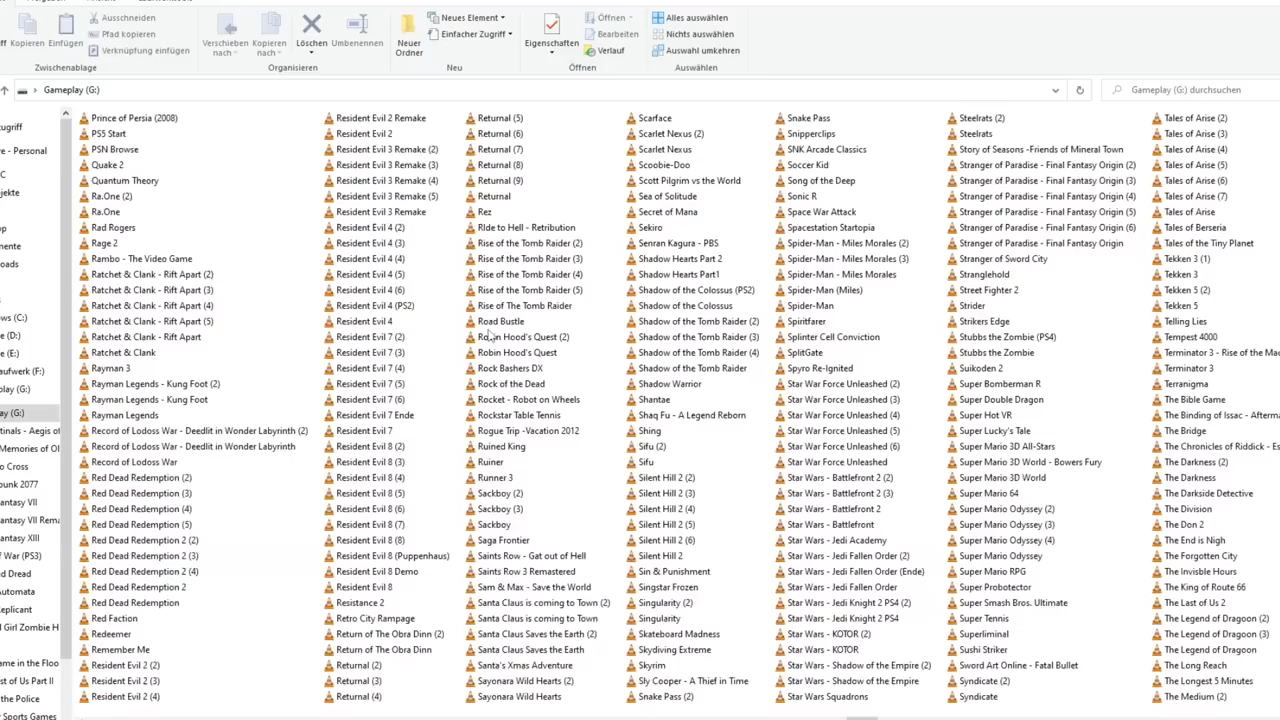 Ausschneiden
Pfad kopieren
Verknüpfung einfügen
Kopieren
Einfügen
Zwischenablage
Verschieben nach
Kopieren nach
Löschen
Umbenennen
Organisieren
Neuer Ordner
Neues Element
Einfacher Zugriff
Neu
Eigenschaften
Öffnen
Bearbeiten
Verlauf
Öffnen
Alles auswählen
Nichts auswählen
Auswahl umkehren
Auswählen
Gameplay (G:)
Gameplay (G:) durchsuchen
Prince of Persia (2008)
PS5 Start
PSN Browse
Quake 2
Quantum Theory
Ra.One (2)
Ra.One
Rad Rogers
Rage 2
Rambo - The Video Game
Ratchet & Clank - Rift Apart (2)
Ratchet & Clank - Rift Apart (3)
Ratchet & Clank - Rift Apart (4)
Ratchet & Clank - Rift Apart (5)
Ratchet & Clank - Rift Apart
Ratchet & Clank
Rayman 3
Rayman Legends - Kung Foot (2)
Rayman Legends - Kung Foot
Rayman Legends
Record of Lodoss War - Deedlit in Wonder Labyrinth (2)
Record of Lodoss War - Deedlit in Wonder Labyrinth
Record of Lodoss War
Red Dead Redemption (2)
Red Dead Redemption (3)
Red Dead Redemption (4)
Red Dead Redemption (5)
Red Dead Redemption 2 (2)
Red Dead Redemption 2 (3)
Red Dead Redemption 2 (4)
Red Dead Redemption 2
Red Dead Redemption
Red Faction
Redeemer
Remember Me
Resident Evil 2 (2)
Resident Evil 2 (3)
Resident Evil 2 (4)
Resident Evil 2 Remake
Resident Evil 2
Resident Evil 3 Remake (2)
Resident Evil 3 Remake (3)
Resident Evil 3 Remake (4)
Resident Evil 3 Remake (5)
Resident Evil 3 Remake
Resident Evil 4 (2)
Resident Evil 4 (3)
Resident Evil 4 (4)
Resident Evil 4 (5)
Resident Evil 4 (6)
Resident Evil 4 (PS2)
Resident Evil 4
Resident Evil 7 (2)
Resident Evil 7 (3)
Resident Evil 7 (4)
Resident Evil 7 (5)
Resident Evil 7 (6)
Resident Evil 7 Ende
Resident Evil 7
Resident Evil 8 (2)
Resident Evil 8 (3)
Resident Evil 8 (4)
Resident Evil 8 (5)
Resident Evil 8 (6)
Resident Evil 8 (7)
Resident Evil 8 (8)
Resident Evil 8 (Puppenhaus)
Resident Evil 8 Demo
Resident Evil 8
Resistance 2
Retro City Rampage
Return of The Obra Dinn (2)
Return of The Obra Dinn
Returnal (2)
Returnal (3)
Returnal (4)
Returnal (5)
Returnal (6)
Returnal (7)
Returnal (8)
Returnal (9)
Returnal
Rez
RIde to Hell - Retribution
Rise of the Tomb Raider (2)
Rise of the Tomb Raider (3)
Rise of the Tomb Raider (4)
Rise of the Tomb Raider (5)
Rise of The Tomb Raider
Road Bustle
Robin Hood's Quest (2)
Robin Hood's Quest
Rock Bashers DX
Rock of the Dead
Rocket - Robot on Wheels
Rockstar Table Tennis
Rogue Trip -Vacation 2012
Ruined King
Ruiner
Runner 3
Sackboy (2)
Sackboy (3)
Sackboy
Saga Frontier
Saints Row - Gat out of Hell
Saints Row 3 Remastered
Sam & Max - Save the World
Santa Claus is coming to Town (2)
Santa Claus is coming to Town
Santa Claus Saves the Earth (2)
Santa Claus Saves the Earth
Santa's Xmas Adventure
Sayonara Wild Hearts (2)
Sayonara Wild Hearts
Scarface
Scarlet Nexus (2)
Scarlet Nexus
Scoobie-Doo
Scott Pilgrim vs the World
Sea of Solitude
Secret of Mana
Sekiro
Senran Kagura - PBS
Shadow Hearts Part 2
Shadow Hearts Part1
Shadow of the Colossus (PS2)
Shadow of the Colossus
Shadow of the Tomb Raider (2)
Shadow of the Tomb Raider (3)
Shadow of the Tomb Raider (4)
Shadow of the Tomb Raider
Shadow Warrior
Shantae
Shaq Fu - A Legend Reborn
Shing
Sifu (2)
Sifu
Silent Hill 2 (2)
Silent Hill 2 (3)
Silent Hill 2 (4)
Silent Hill 2 (5)
Silent Hill 2 (6)
Silent Hill 2
Sin & Punishment
Singstar Frozen
Singularity (2)
Singularity
Skateboard Madness
Skydiving Extreme
Skyrim
Sly Cooper - A Thief in Time
Snake Pass (2)
Snake Pass
Snipperclips
SNK Arcade Classics
Soccer Kid
Song of the Deep
Sonic R
Space War Attack
Spacestation Startopia
Spider-Man - Miles Morales (2)
Spider-Man - Miles Morales (3)
Spider-Man - Miles Morales
Spider-Man (Miles)
Spider-Man
Spiritfarer
Splinter Cell Conviction
SplitGate
Spyro Re-Ignited
Star War Force Unleashed (2)
Star War Force Unleashed (3)
Star War Force Unleashed (4)
Star War Force Unleashed (5)
Star War Force Unleashed (6)
Star War Force Unleashed
Star Wars - Battlefront 2 (2)
Star Wars - Battlefront 2 (3)
Star Wars - Battlefront 2
Star Wars - Battlefront
Star Wars - Jedi Academy
Star Wars - Jedi Fallen Order (2)
Star Wars - Jedi Fallen Order (Ende)
Star Wars - Jedi Fallen Order
Star Wars - Jedi Knight 2 PS4 (2)
Star Wars - Jedi Knight 2 PS4
Star Wars - KOTOR (2)
Star Wars - KOTOR
Star Wars - Shadow of the Empire (2)
Star Wars - Shadow of the Empire
Star Wars Squadrons
Steelrats (2)
Steelrats
Story of Seasons -Friends of Mineral Town
Stranger of Paradise - Final Fantasy Origin (2)
Stranger of Paradise - Final Fantasy Origin (3)
Stranger of Paradise - Final Fantasy Origin (4)
Stranger of Paradise - Final Fantasy Origin (5)
Stranger of Paradise - Final Fantasy Origin (6)
Stranger of Paradise - Final Fantasy Origin
Stranger of Sword City
Stranglehold
Street Fighter 2
Strider
Strikers Edge
Stubbs the Zombie (PS4)
Stubbs the Zombie
Suikoden 2
Super Bomberman R
Super Double Dragon
Super Hot VR
Super Lucky's Tale
Super Mario 3D All-Stars
Super Mario 3D World - Bowers Fury
Super Mario 3D World
Super Mario 64
Super Mario Odyssey (2)
Super Mario Odyssey (3)
Super Mario Odyssey (4)
Super Mario Odyssey
Super Mario RPG
Super Probotector
Super Smash Bros. Ultimate
Super Tennis
Superliminal
Sushi Striker
Sword Art Online - Fatal Bullet
Syndicate (2)
Syndicate
Tales of Arise (2)
Tales of Arise (3)
Tales of Arise (4)
Tales of Arise (5)
Tales of Arise (6)
Tales of Arise (7)
Tales of Arise
Tales of Berseria
Tales of the Tiny Planet
Tekken 3 (1)
Tekken 3
Tekken 5 (2)
Tekken 5
Telling Lies
Tempest 4000
Terminator 3 - Rise of the Mac
Terminator 3
Terranigma
The Bible Game
The Binding of Issac - Afterma
The Bridge
The Chronicles of Riddick - Es
The Darkness (2)
The Darkness
The Darkside Detective
The Division
The Don 2
The End is Nigh
The Forgotten City
The Invisible Hours
The King of Route 66
The Last of Us 2
The Legend of Dragoon (2)
The Legend of Dragoon (3)
The Legend of Dragoon
The Long Reach
The Longest 5 Minutes
The Medium (2)